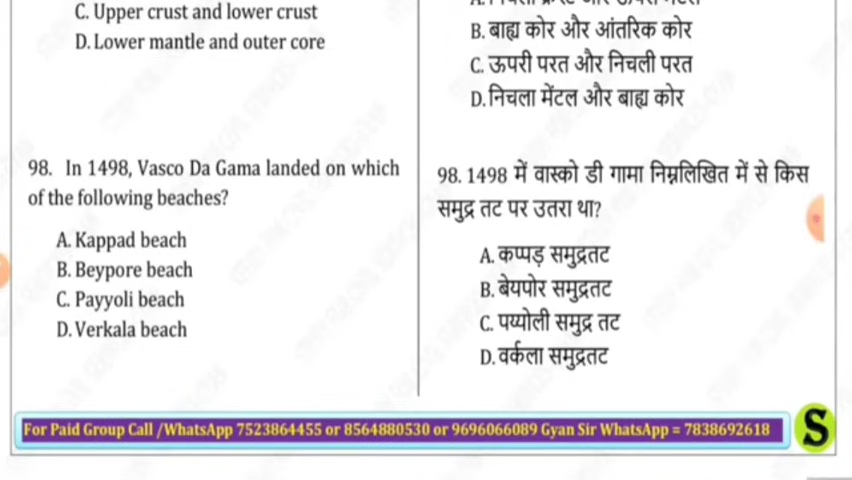 C. Upper crust and lower crust
D. Lower mantle and outer core
98. In 1498, Vasco Da Gama landed on which
of the following beaches?
A. Kappad beach
B. Beypore beach
C. Payyoli beach
D. Verkala beach
B. बाह्य कोर और आंतरिक कोर
C. ऊपरी परत और निचली परत
D. निचला मेंटल और बाह्य कोर
98. 1498 में वास्को डी गामा निम्नलिखित में से किस
समुद्र तट पर उतरा था?
A. कप्पड़ समुद्रतट
B. बेयपोर समुद्रतट
C. पय्योली समुद्र तट
D. वर्कला समुद्रतट
For Paid Group Call /WhatsApp 7523864455 or 8564880530 or 9696066089 Gyan Sir WhatsApp = 7838692618
S